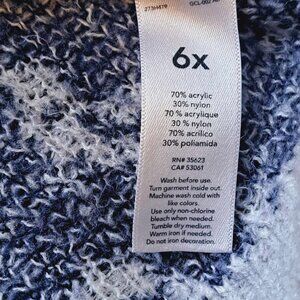 6x
70% acrylic
30% nylon
70 % acrylique
30 % nylon
70% acrílico
30% poliamida
RN# 35623
CA# 53061
Wash before use.
Turn garment inside out.
Machine wash cold with
like colors.
Use only non-chlorine
bleach when needed.
Tumble dry medium.
Warm iron if needed.
Do not iron decoration.